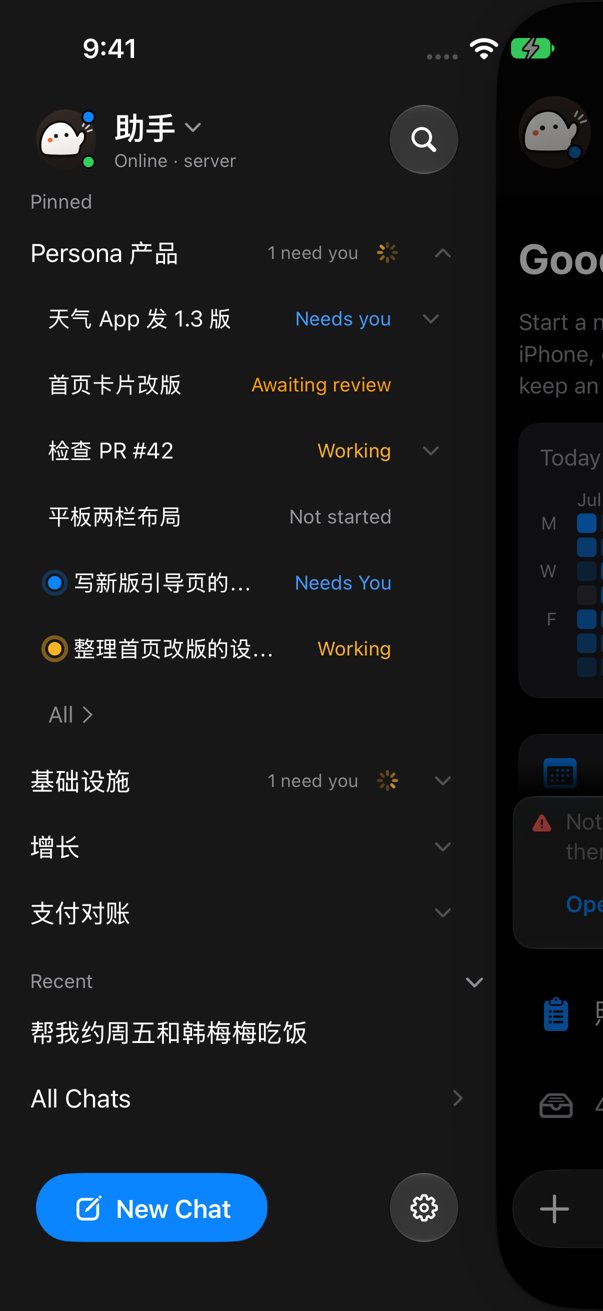 9:41
助手
Online · server
Pinned
Persona 产品 1 need you
天气 App 发 1.3 版 Needs you
首页卡片改版 Awaiting review
检查 PR #42 Working
平板两栏布局 Not started
写新版引导页的… Needs You
整理首页改版的设… Working
All
基础设施 1 need you
增长
支付对账
Recent
帮我约周五和韩梅梅吃饭
All Chats
New Chat
Good
Start a n
iPhone,
keep an
Today
Jul
M
W
F
Not
ther
Ope